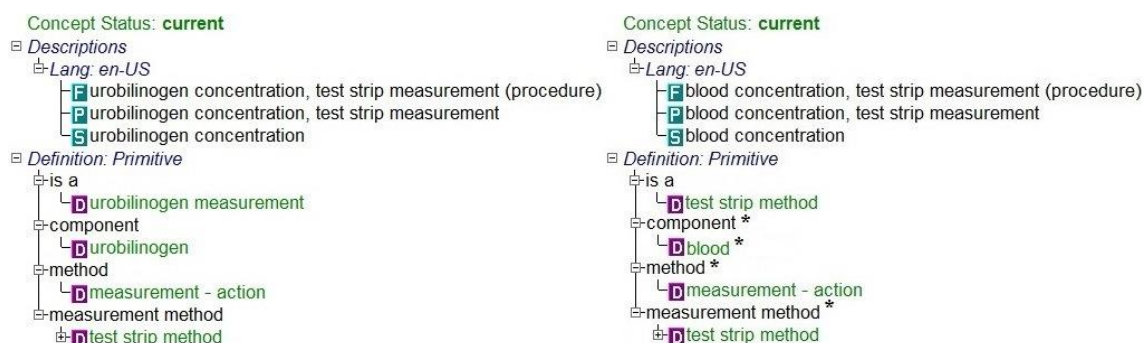 Concept Status: current
Descriptions
Lang: en-US
F urobilinogen concentration, test strip measurement (procedure)
P urobilinogen concentration, test strip measurement
S urobilinogen concentration
Definition: Primitive
is a
D urobilinogen measurement
component
D urobilinogen
method
D measurement - action
measurement method
D test strip method
Concept Status: current
Descriptions
Lang: en-US
F blood concentration, test strip measurement (procedure)
P blood concentration, test strip measurement
S blood concentration
Definition: Primitive
is a
D test strip method
component *
D blood *
method *
D measurement - action
measurement method *
D test strip method